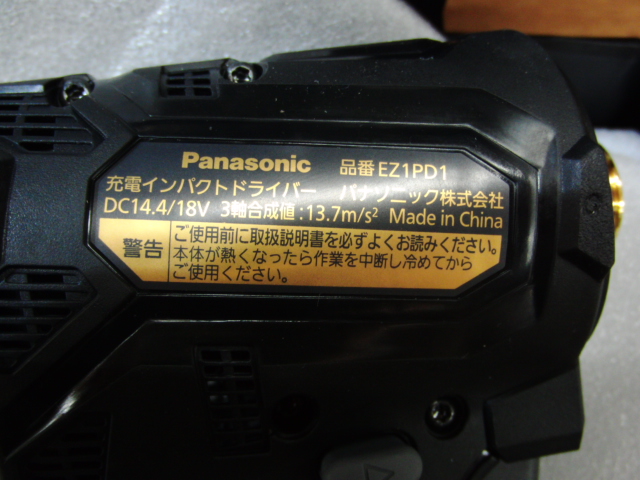 Panasonic 品番 EZ1PD1
充電インパクトドライバー パナソニック株式会社
DC14.4/18V 3軸合成値:13.7m/s² Made in China
警告
ご使用前に取扱説明書を必ずよくお読みください。
本体が熱くなったら作業を中断し冷めてから
ご使用ください。